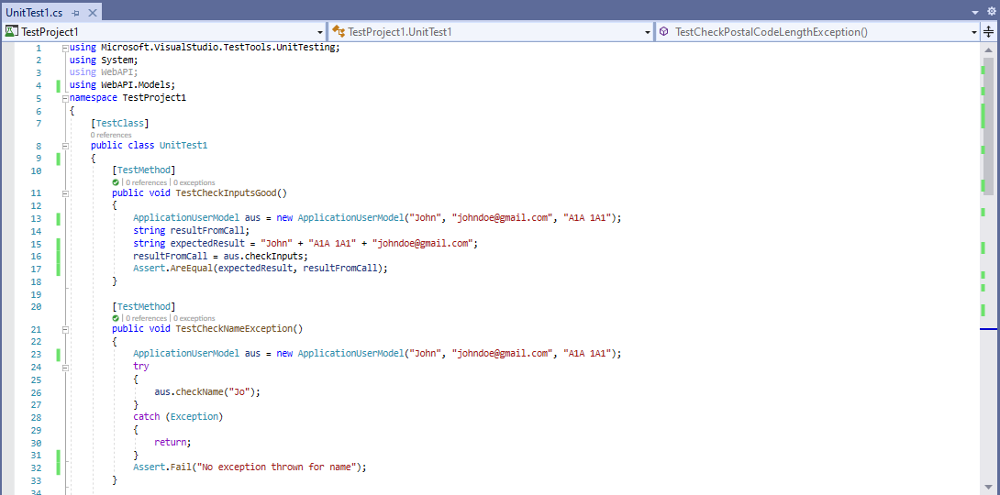 UnitTest1.cs
TestProject1 TestProject1.UnitTest1 TestCheckPostalCodeLengthException()
1 using Microsoft.VisualStudio.TestTools.UnitTesting;
2 using System;
3 using WebAPI;
4 using WebAPI.Models;
5 namespace TestProject1
6 {
7 [TestClass]
0 references
8 public class UnitTest1
9 {
10 [TestMethod]
| 0 references | 0 exceptions
11 public void TestCheckInputsGood()
12 {
13 ApplicationUserModel aus = new ApplicationUserModel("John", "johndoe@gmail.com", "A1A 1A1");
14 string resultFromCall;
15 string expectedResult = "John" + "A1A 1A1" + "johndoe@gmail.com";
16 resultFromCall = aus.checkInputs;
17 Assert.AreEqual(expectedResult, resultFromCall);
18 }
19
20 [TestMethod]
| 0 references | 0 exceptions
21 public void TestCheckNameException()
22 {
23 ApplicationUserModel aus = new ApplicationUserModel("John", "johndoe@gmail.com", "A1A 1A1");
24 try
25 {
26 aus.checkName("Jo");
27 }
28 catch (Exception)
29 {
30 return;
31 }
32 Assert.Fail("No exception thrown for name");
33 }
34